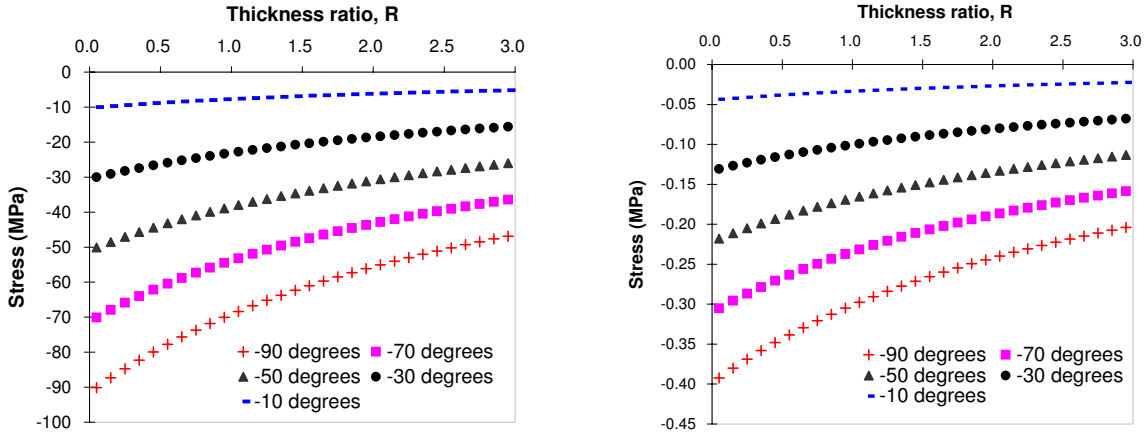 Thickness ratio, R
0.0 0.5 1.0 1.5 2.0 2.5 3.0
0
-10
-20
-30
-40
-50
-60
-70
-80
-90
-100
Stress (MPa)
-90 degrees -70 degrees
-50 degrees -30 degrees
-10 degrees
Thickness ratio, R
0.0 0.5 1.0 1.5 2.0 2.5 3.0
0.00
-0.05
-0.10
-0.15
-0.20
-0.25
-0.30
-0.35
-0.40
-0.45
Stress (MPa)
-90 degrees -70 degrees
-50 degrees -30 degrees
-10 degrees